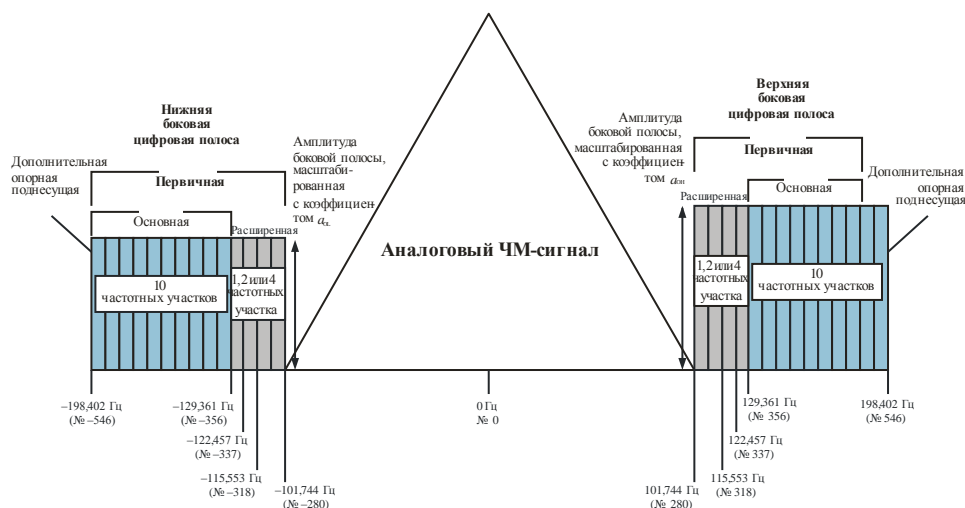 Нижняя
боковая
цифровая полоса
Дополнительная
опорная
поднесущая
Первичная
Основная
Расширенная
10
частотных участков
1,2 или 4
частотных
участка
Амплитуда
боковой полосы,
масштаби-
рованная
с коэффициен-
том
Аналоговый ЧМ-сигнал
Амплитуда
боковой полосы,
масштабированная
с коэффициен-
том
Верхняя
боковая
цифровая полоса
Первичная
Дополнительная
опорная
поднесущая
Основная
Расширенная
1,2 или 4
частотных
участка
10
частотных участков
–198,402 Гц
(№ –546)
–129,361 Гц
(№ –356)
–122,457 Гц
(№ –337)
–115,553 Гц
(№ –318)
–101,744 Гц
(№ –280)
0 Гц
№ 0
101,744 Гц
(№ 280)
115,553 Гц
(№ 318)
122,457 Гц
(№ 337)
129,361 Гц
(№ 356)
198,402 Гц
(№ 546)